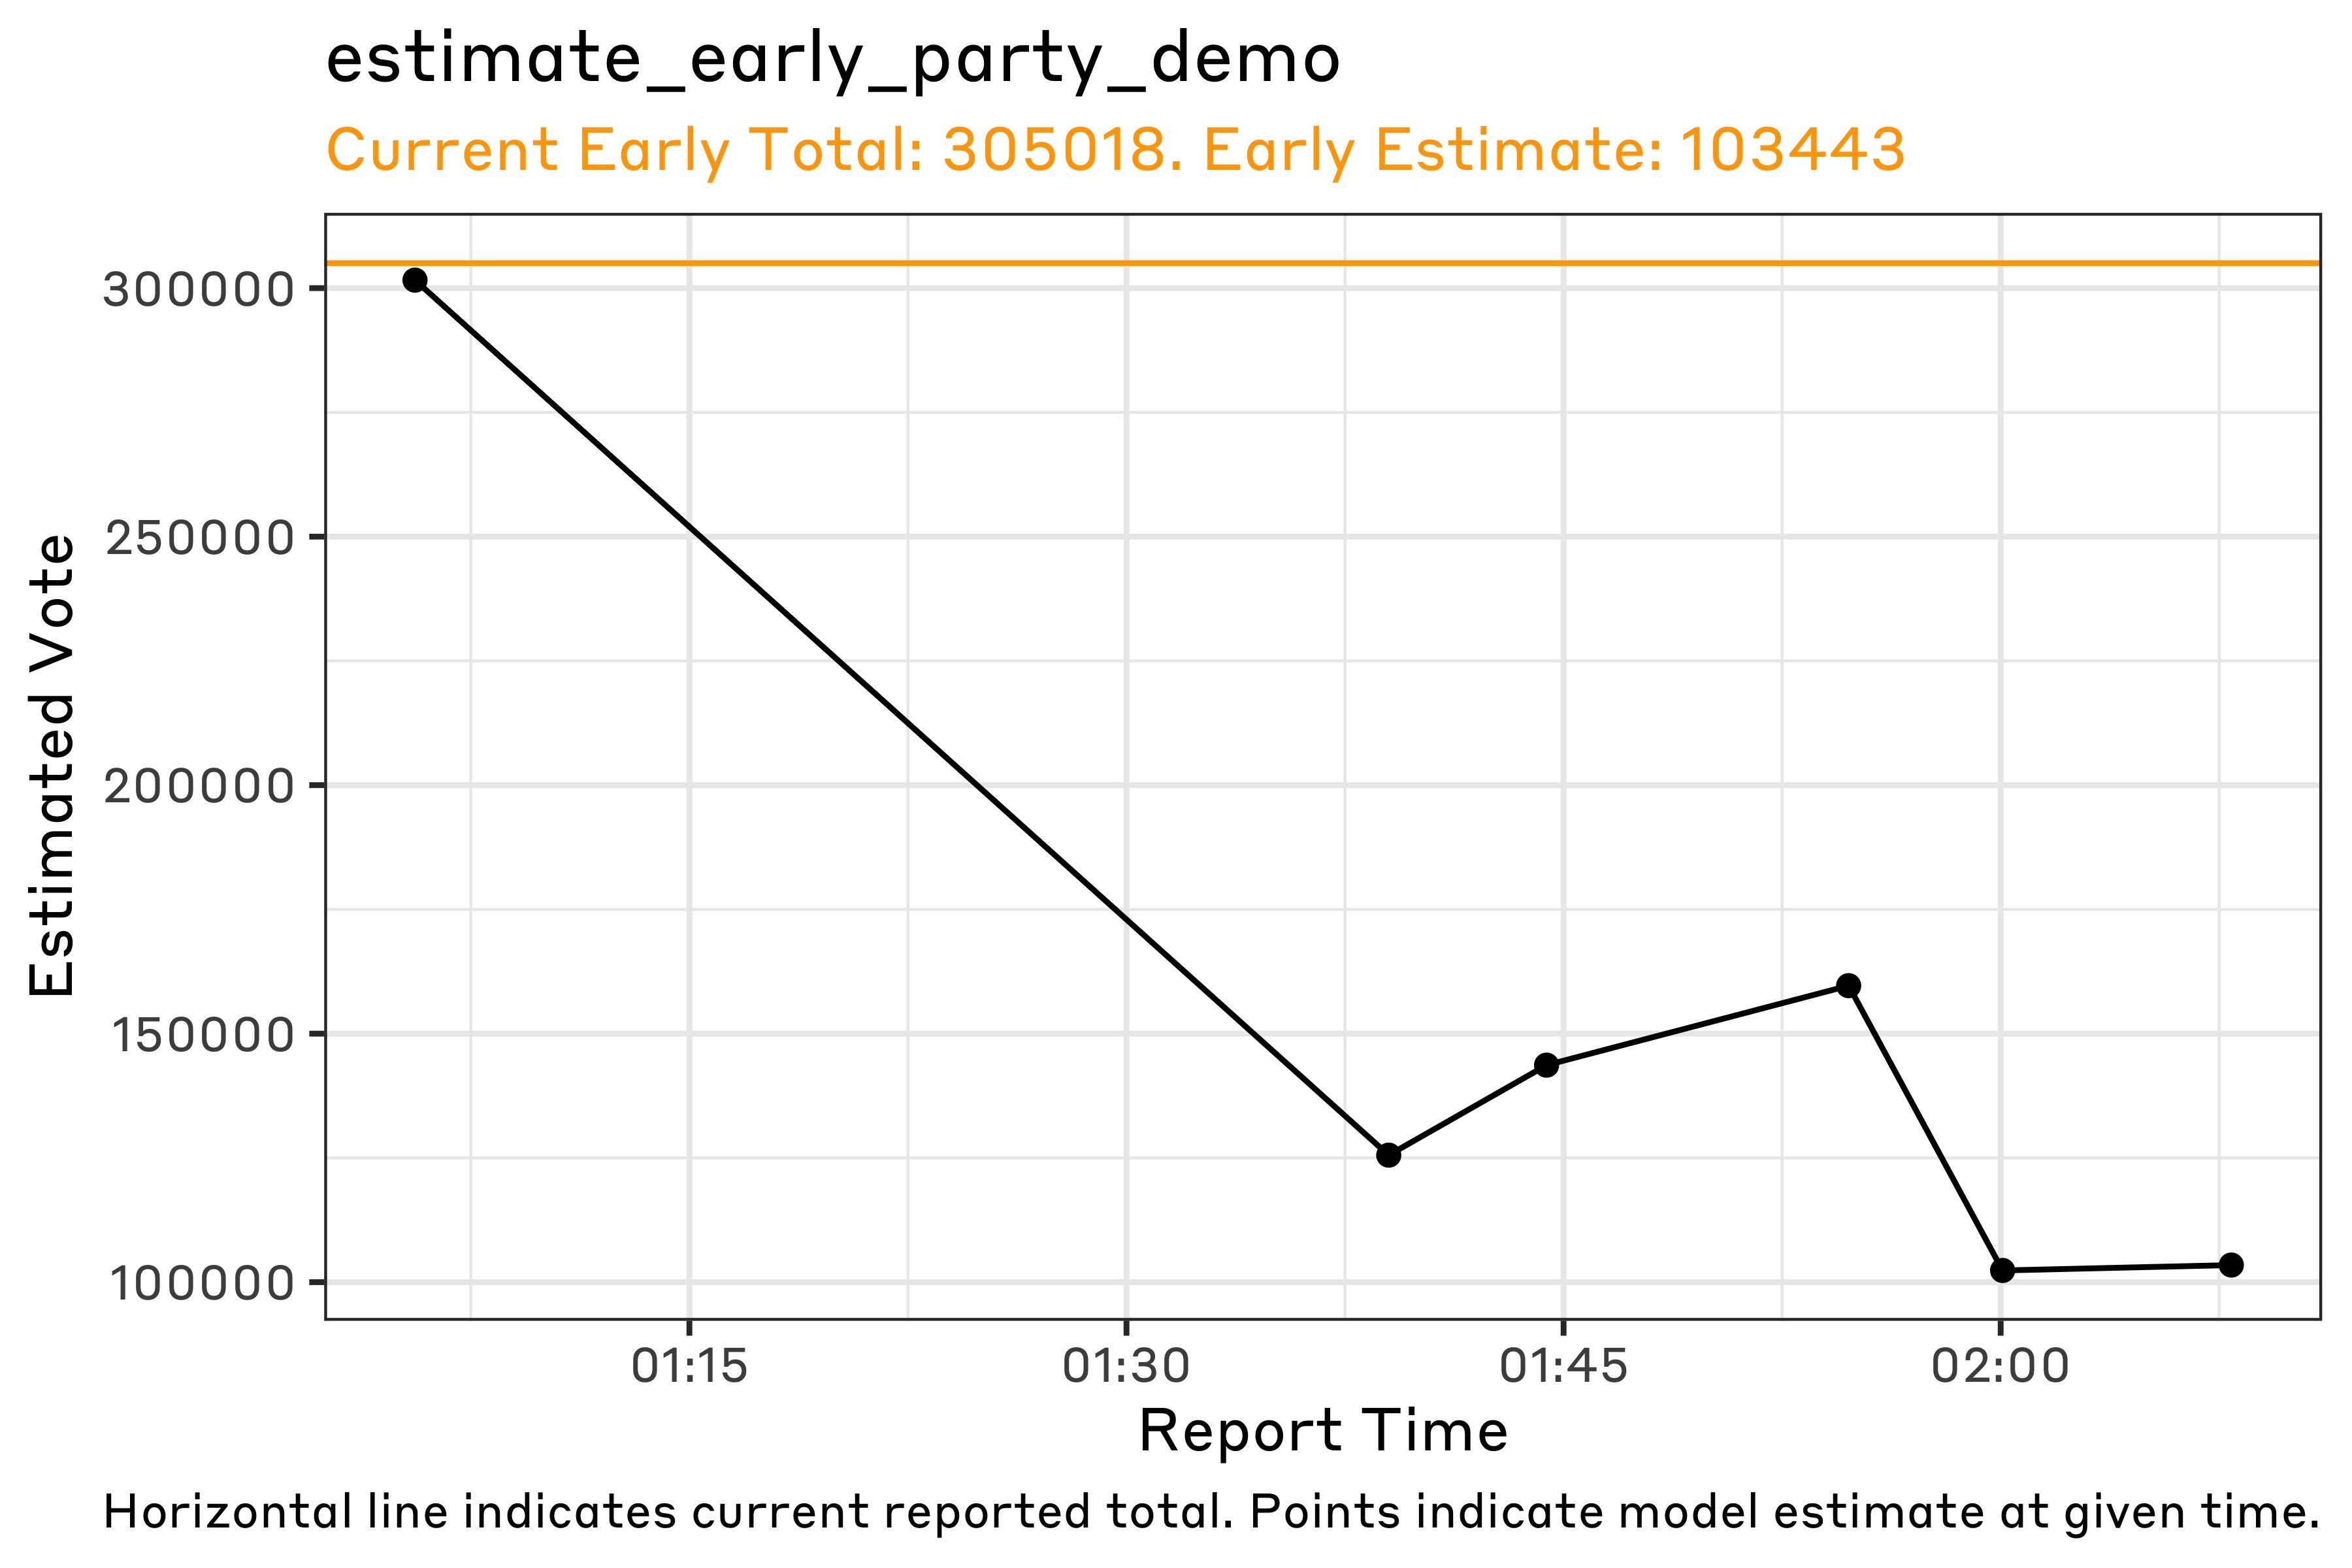 estimate_early_party_demo
Current Early Total: 305018. Early Estimate: 103443
Estimated Vote
300000
250000
200000
150000
100000
01:15 01:30 01:45 02:00
Report Time
Horizontal line indicates current reported total. Points indicate model estimate at given time.